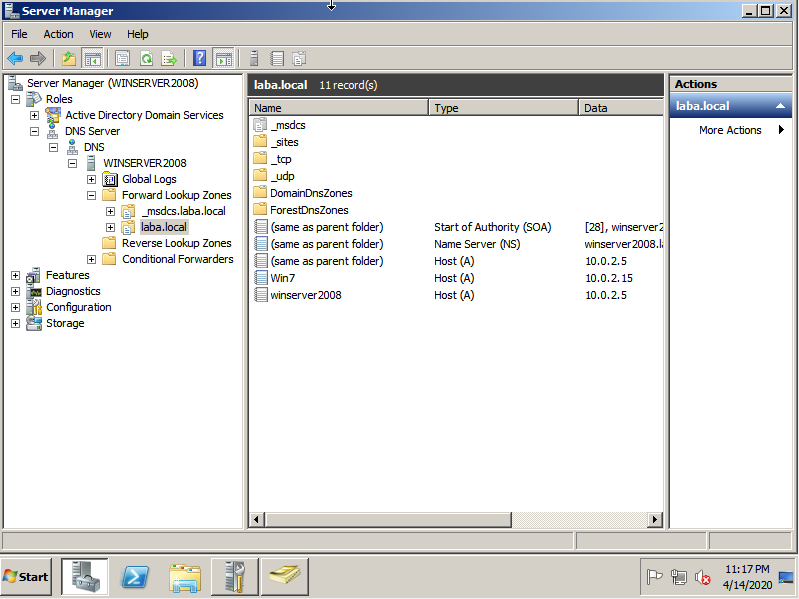 Server Manager
File Action View Help
Server Manager (WINSERVER2008)
Roles
Active Directory Domain Services
DNS Server
DNS
WINSERVER2008
Global Logs
Forward Lookup Zones
_msdcs.laba.local
laba.local
Reverse Lookup Zones
Conditional Forwarders
Features
Diagnostics
Configuration
Storage
laba.local 11 record(s)
Name Type Data
_msdcs
_sites
_tcp
_udp
DomainDnsZones
ForestDnsZones
(same as parent folder) Start of Authority (SOA) [28], winserver2
(same as parent folder) Name Server (NS) winserver2008.l
(same as parent folder) Host (A) 10.0.2.5
Win7 Host (A) 10.0.2.15
winserver2008 Host (A) 10.0.2.5
Actions
laba.local
More Actions
Start
11:17 PM
4/14/2020